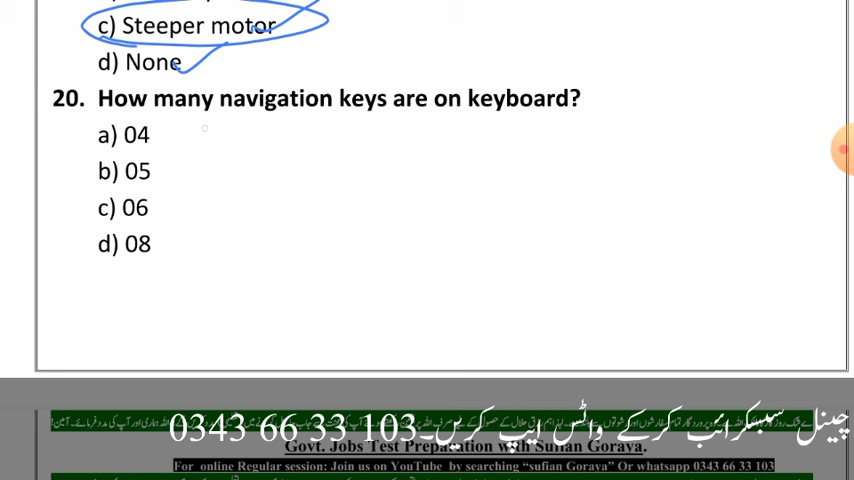 c) Steeper motor
d) None
20. How many navigation keys are on keyboard?
a) 04
b) 05
c) 06
d) 08
چینل سبسکرائب کرکے واٹس ایپ کریں۔103 33 66 0343
Govt. Jobs Test Preparation with Sufian Goraya.
For online Regular session: Join us on YouTube by searching "sufian Goraya" Or whatsapp 0343 66 33 103